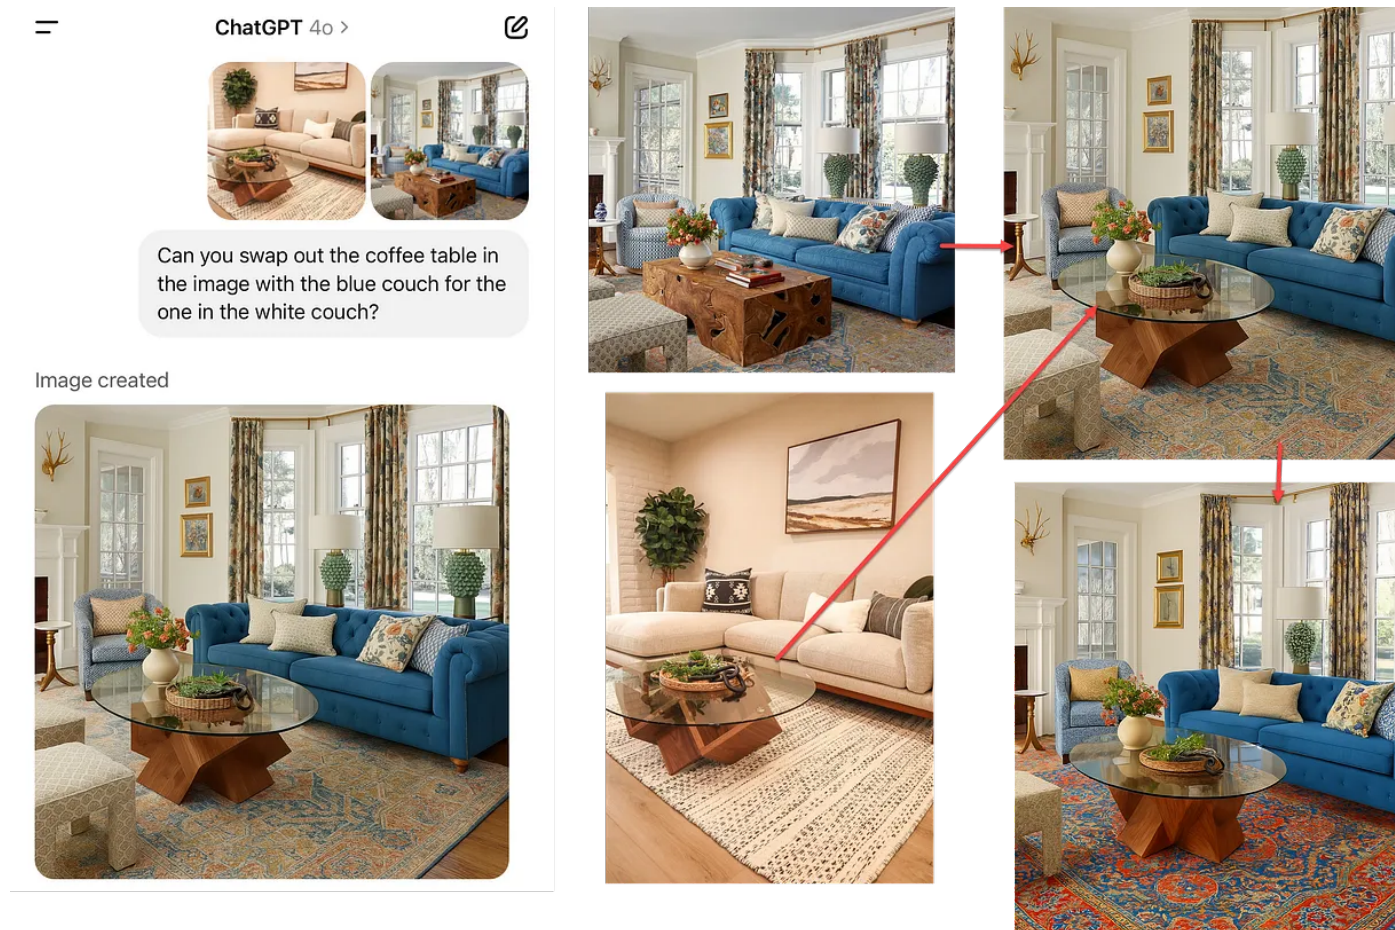 ChatGPT 4o >
Can you swap out the coffee table in
the image with the blue couch for the
one in the white couch?
Image created